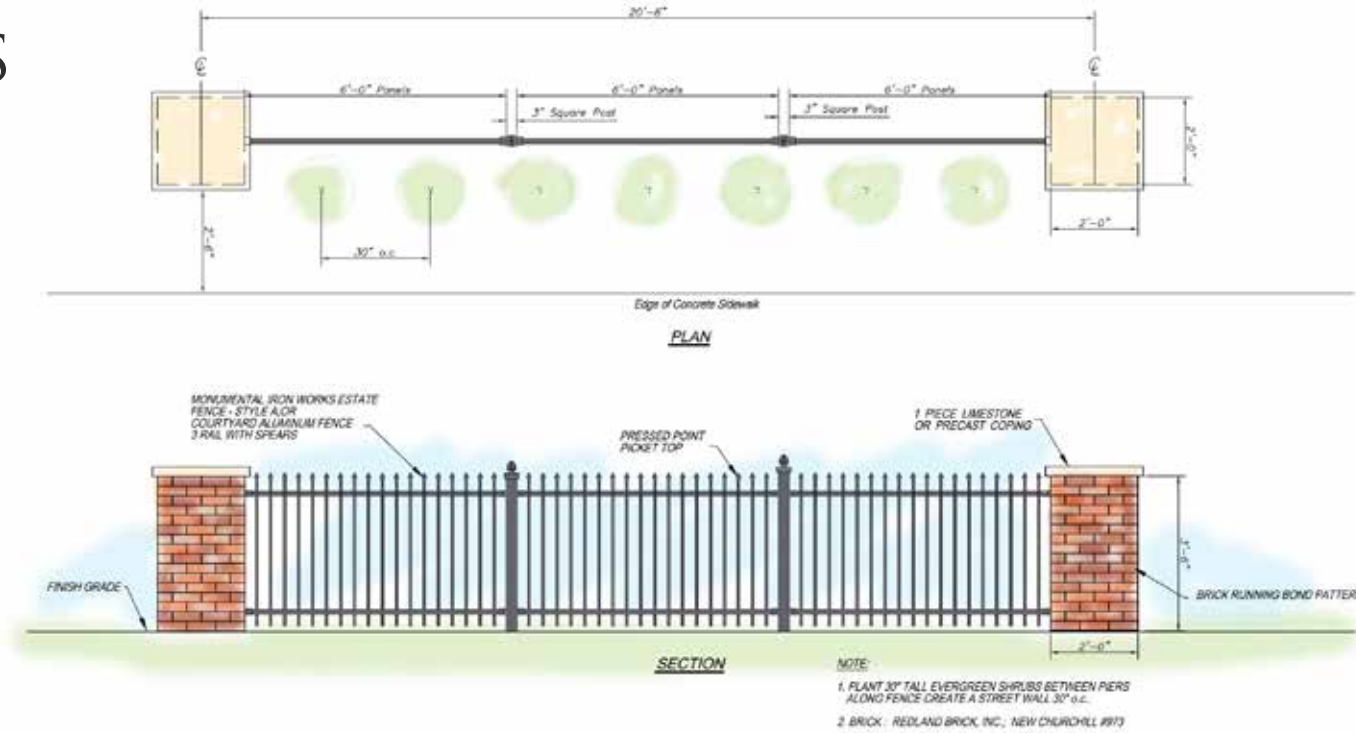 S
20'-6"
6'-0" Panels
6'-0" Panels
6'-0" Panels
3" Square Post
3" Square Post
2'-0"
2'-0"
2'-6"
30" o.c
Edge of Concrete Sidewalk
PLAN
MONUMENTAL IRON WORKS ESTATE
FENCE - STYLE A,OR
COURTYARD ALUMINUM FENCE
3 RAIL WITH SPEARS
PRESSED POINT
PICKET TOP
1 PIECE LIMESTONE
OR PRECAST COPING
FINISH GRADE
BRICK RUNNING BOND PATTER
2'-0"
SECTION
NOTE:
1. PLANT 30" TALL EVERGREEN SHRUBS BETWEEN PIERS
ALONG FENCE CREATE A STREET WALL 30" o.c.
2. BRICK : REDLAND BRICK, INC.; NEW CHURCHILL #973